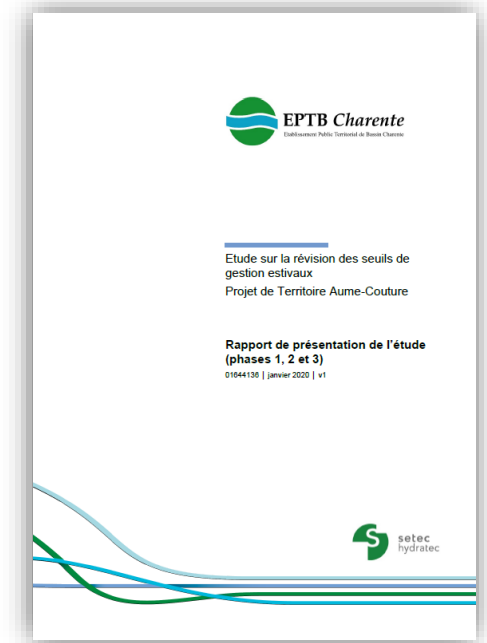 EPTB Charente
Etablissement Public Territorial de Bassin Charente
Etude sur la révision des seuils de
gestion estivaux
Projet de Territoire Aume-Couture
Rapport de présentation de l'étude
(phases 1, 2 et 3)
01644136 | janvier 2020 | v1
setec
hydratec